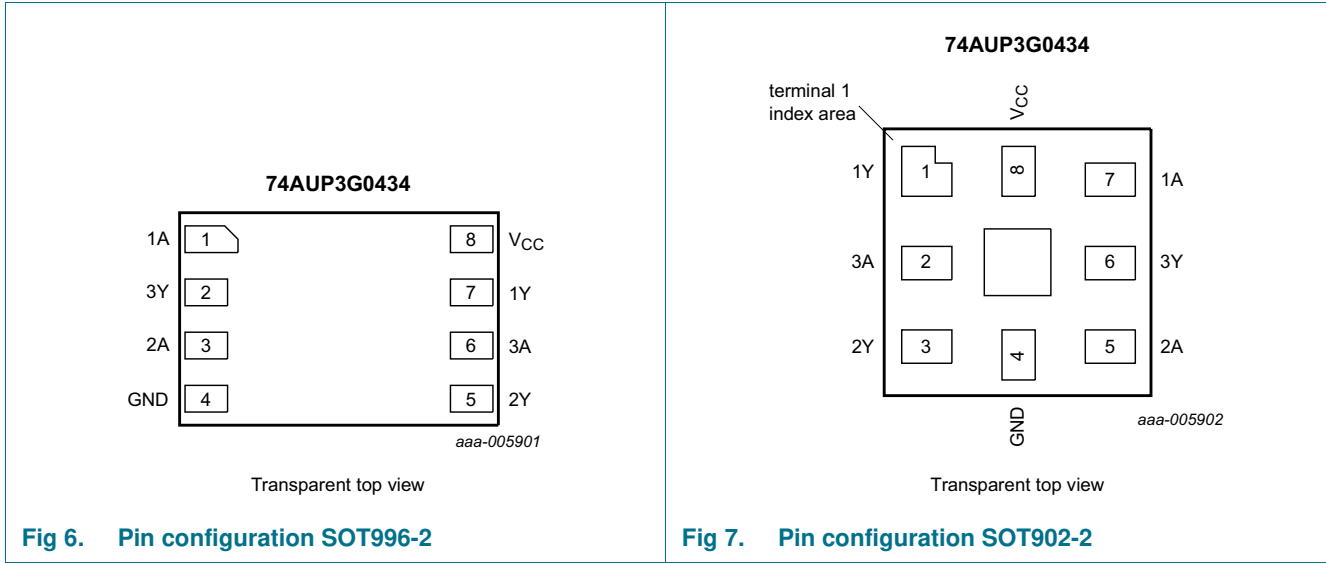 74AUP3G0434
1A 1 8 VCC
3Y 2 7 1Y
2A 3 6 3A
GND 4 5 2Y
aaa-005901
Transparent top view
Fig 6. Pin configuration SOT996-2
74AUP3G0434
terminal 1
index area
VCC
1Y 1 8 7 1A
3A 2 6 3Y
2Y 3 4 5 2A
GND
aaa-005902
Transparent top view
Fig 7. Pin configuration SOT902-2